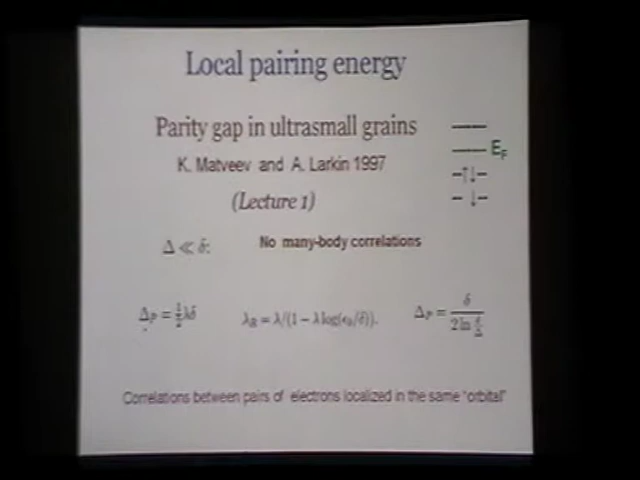 Local pairing energy
Parity gap in ultrasmall grains
K. Matveev and A. Larkin 1997
E_F
(Lecture 1)
Δ ≪ δ:
No many-body correlations
Δ_P = ½λδ
λ_R = λ/(1 − λ log(ϵ₀/δ)).
Δ_P = δ / (2 ln δ/Δ)
Correlations between pairs of electrons localized in the same "orbital"